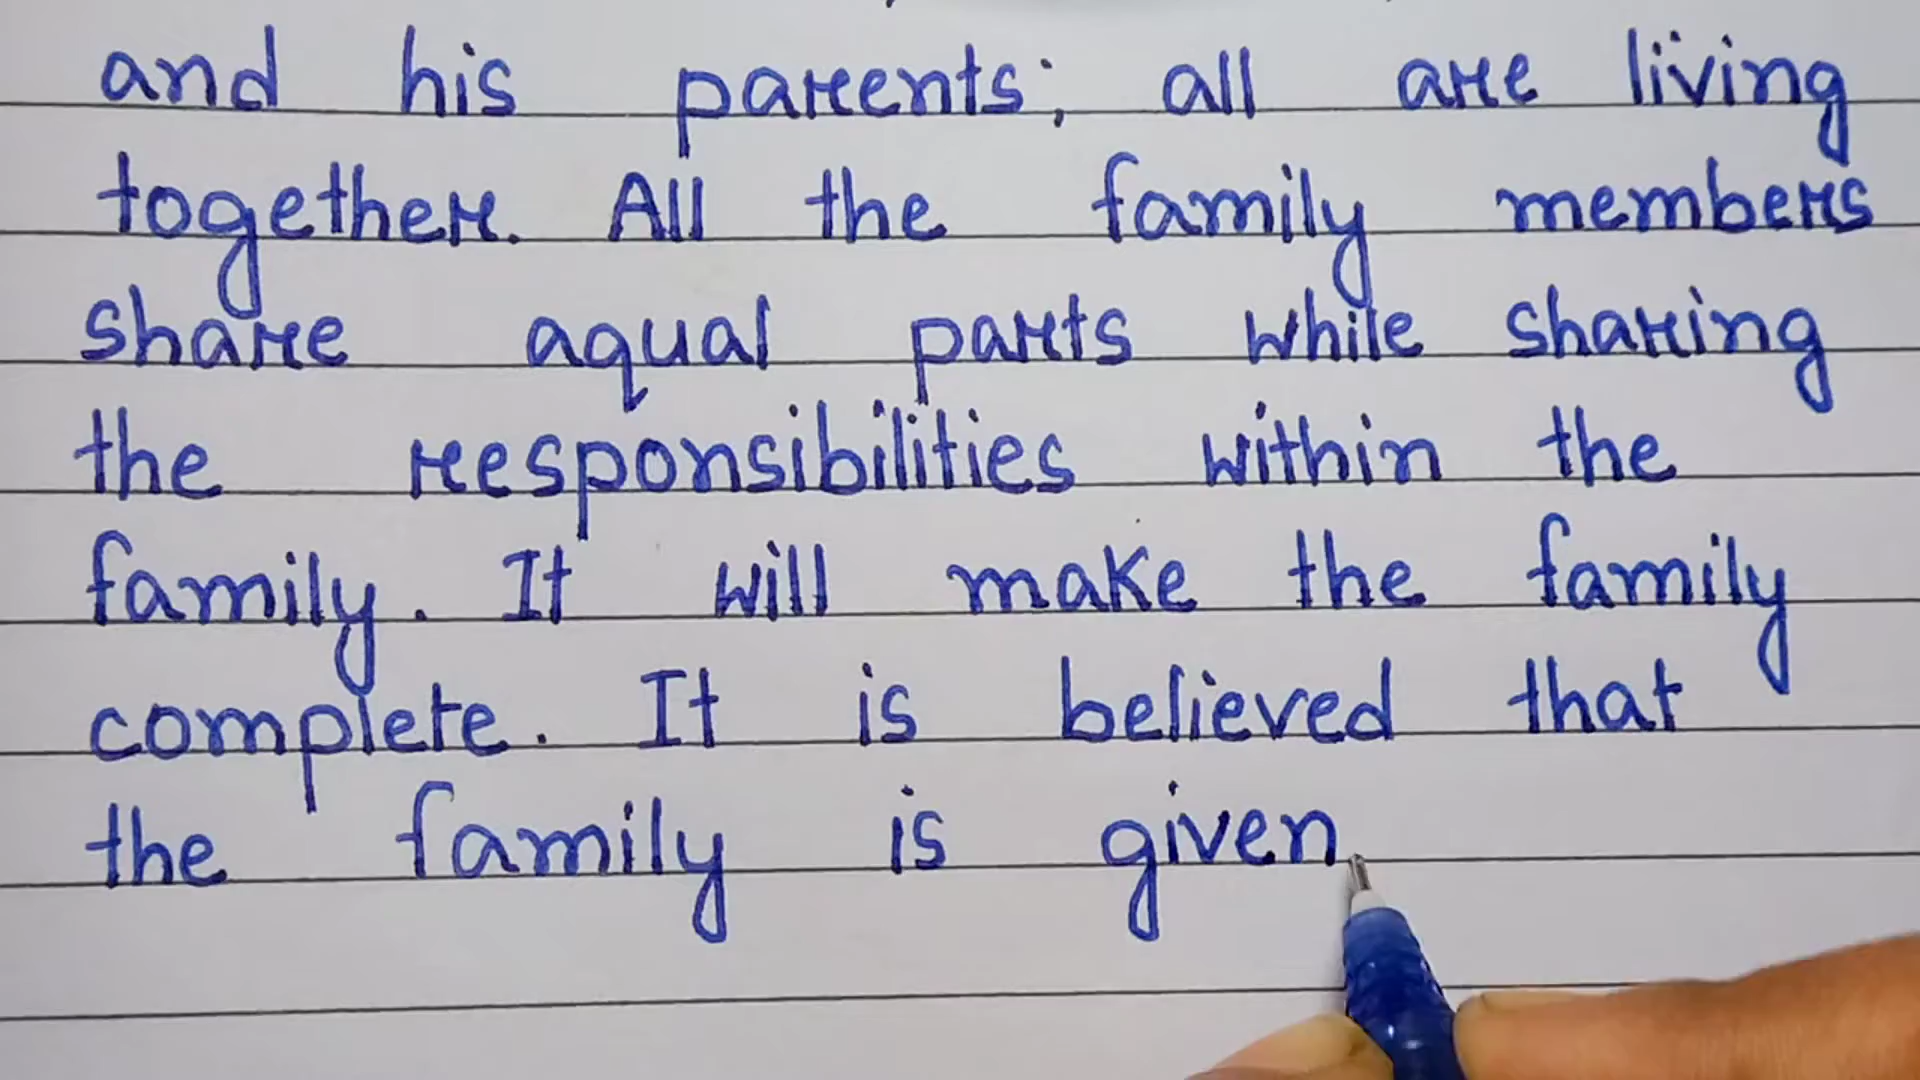 and his parents; all are living
together. All the family members
share aqual parts while sharing
the responsibilities within the
family. It will make the family
complete. It is believed that
the family is given